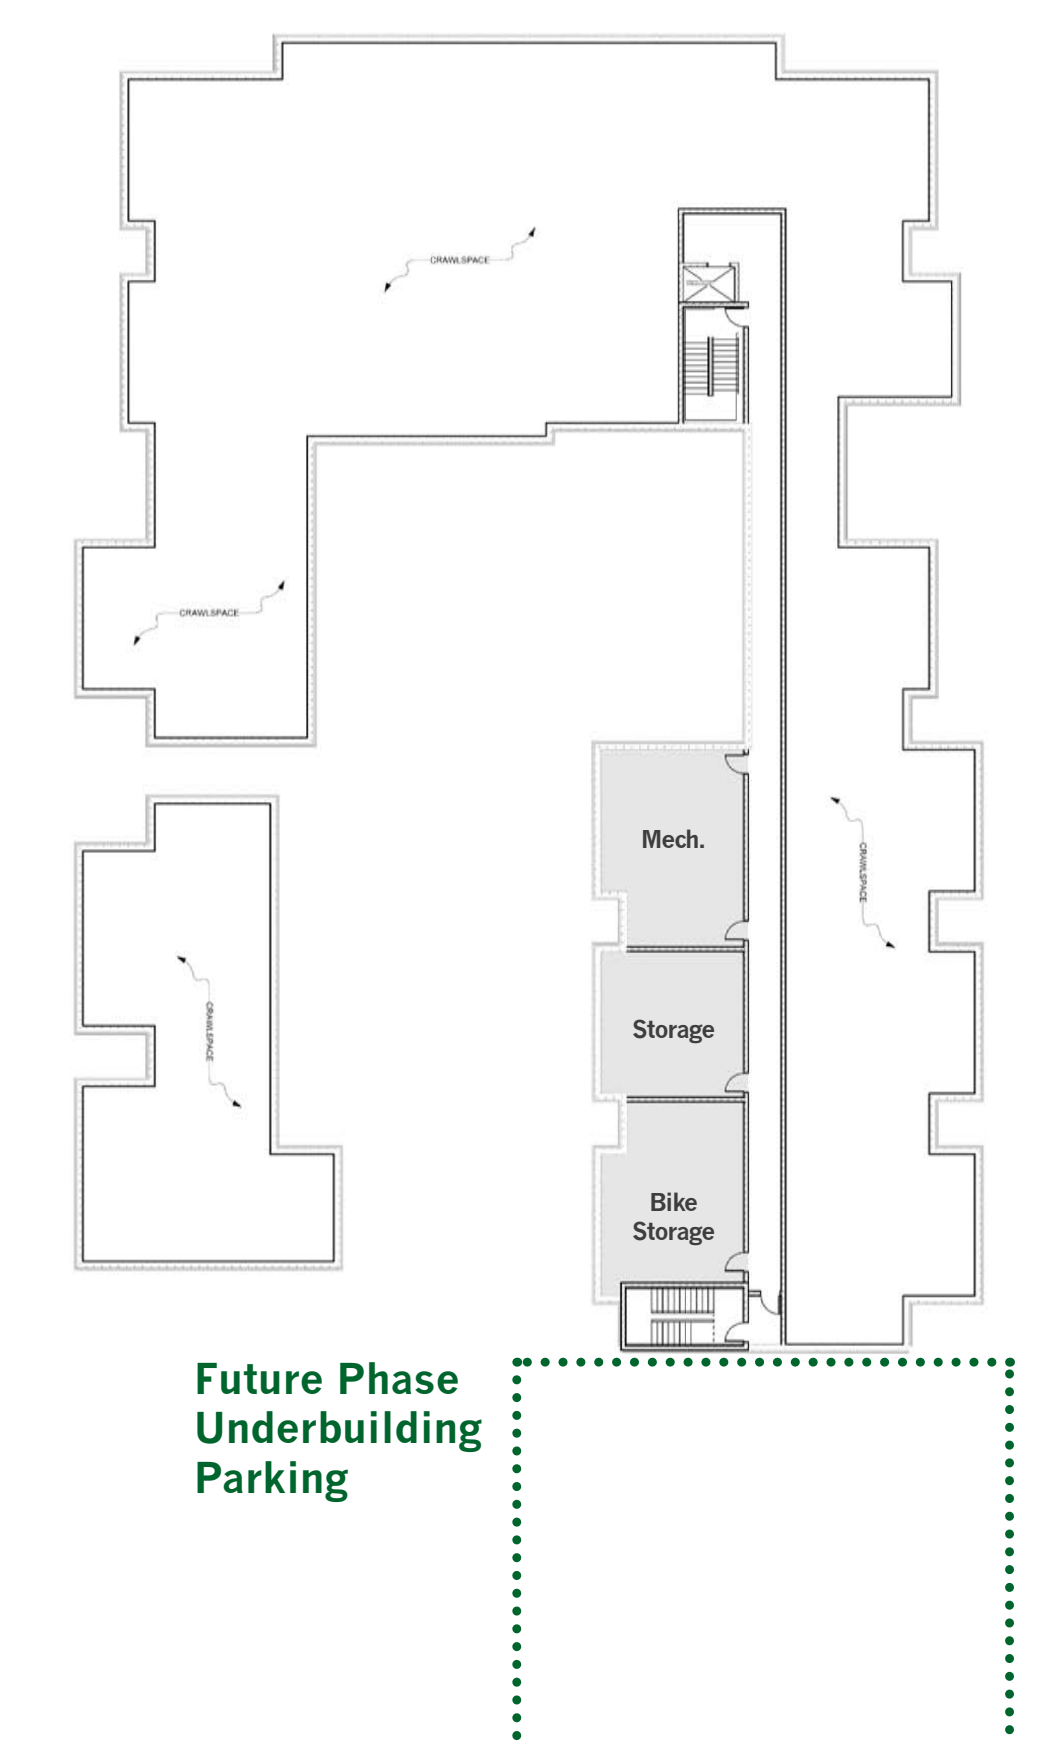 CRAWLSPACE
CRAWLSPACE
Mech.
CRAWLSPACE
CRAWLSPACE
Storage
Bike
Storage
Future Phase
Underbuilding
Parking